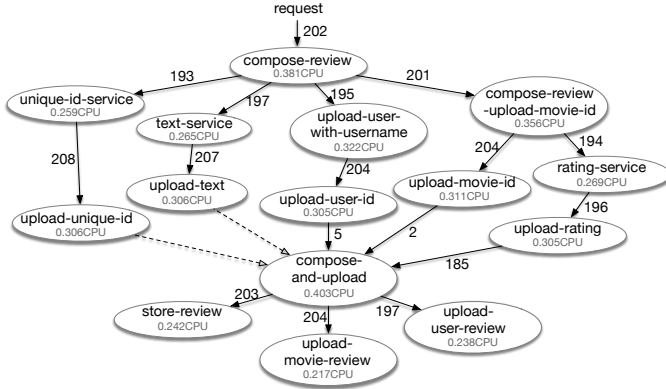 request
202
compose-review
0.381CPU
193
197
195
201
unique-id-service
0.259CPU
text-service
0.265CPU
upload-user
-with-username
0.322CPU
compose-review
-upload-movie-id
0.356CPU
208
207
204
204
194
upload-unique-id
0.306CPU
upload-text
0.306CPU
upload-user-id
0.305CPU
upload-movie-id
0.311CPU
rating-service
0.269CPU
196
upload-rating
0.305CPU
5
2
185
compose
-and-upload
0.403CPU
203
204
197
store-review
0.242CPU
upload-
movie-review
0.217CPU
upload-
user-review
0.238CPU